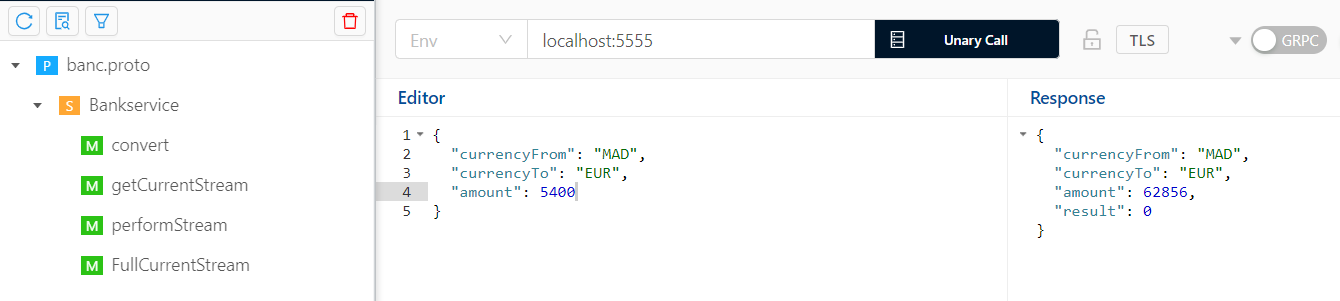 Env
localhost:5555
Unary Call
TLS
GRPC
P banc.proto
S Bankservice
M convert
M getCurrentStream
M performStream
M FullCurrentStream
Editor
1 {
2 "currencyFrom": "MAD",
3 "currencyTo": "EUR",
4 "amount": 5400
5 }
Response
{
"currencyFrom": "MAD",
"currencyTo": "EUR",
"amount": 62856,
"result": 0
}